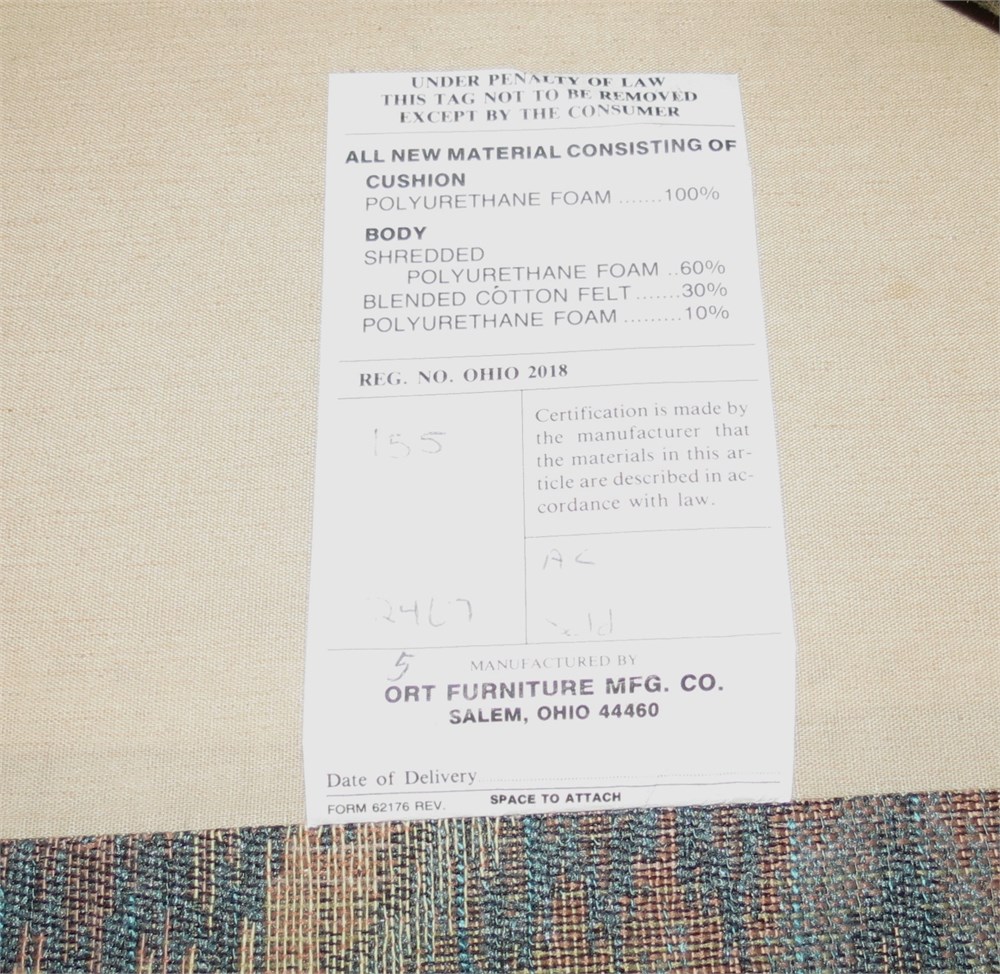 UNDER PENALTY OF LAW
THIS TAG NOT TO BE REMOVED
EXCEPT BY THE CONSUMER
ALL NEW MATERIAL CONSISTING OF
CUSHION
POLYURETHANE FOAM .......100%
BODY
SHREDDED
POLYURETHANE FOAM ..60%
BLENDED COTTON FELT.......30%
POLYURETHANE FOAM .........10%
REG. NO. OHIO 2018
155
Certification is made by
the manufacturer that
the materials in this ar-
ticle are described in ac-
cordance with law.
AC
5
MANUFACTURED BY
ORT FURNITURE MFG. CO.
SALEM, OHIO 44460
Date of Delivery
FORM 62176 REV.
SPACE TO ATTACH